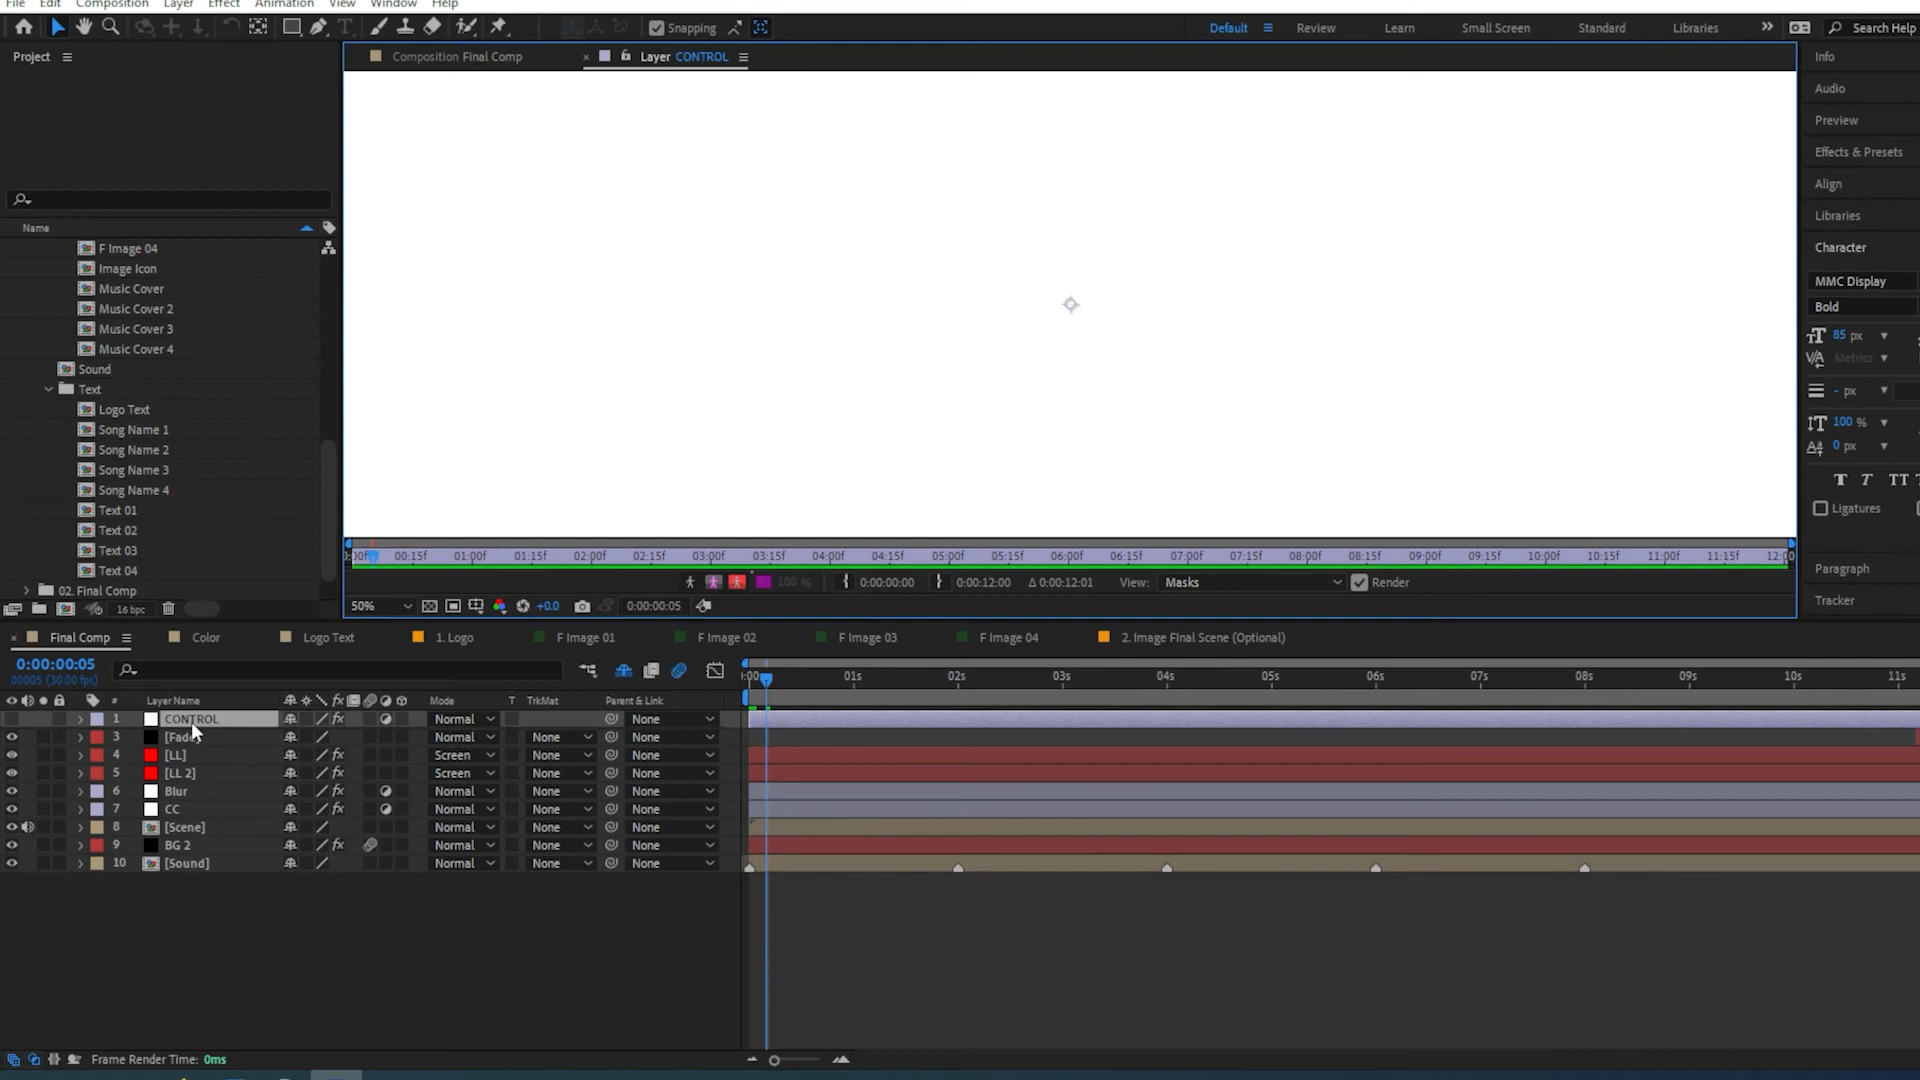 File Edit Composition Layer Effect Animation View Window Help
Snapping Default Review Learn Small Screen Standard Libraries Search Help
Project Composition Final Comp Layer CONTROL Info
Audio
Preview
Effects & Presets
Align
Libraries
Character
MMC Display
Bold
85 px
Metrics
- px
100 %
0 px
T T TT
Ligatures
Paragraph
Tracker
Name
F Image 04
Image Icon
Music Cover
Music Cover 2
Music Cover 3
Music Cover 4
Sound
Text
Logo Text
Song Name 1
Song Name 2
Song Name 3
Song Name 4
Text 01
Text 02
Text 03
Text 04
02. Final Comp
16 bpc
00:15f 01:00f 01:15f 02:00f 02:15f 03:00f 03:15f 04:00f 04:15f 05:00f 05:15f 06:00f 06:15f 07:00f 07:15f 08:00f 08:15f 09:00f 09:15f 10:00f 10:15f 11:00f 11:15f
100 % 0:00:00:00 0:00:12:00 Δ 0:00:12:01 View: Masks Render
50% +0.0 0:00:00:05
Final Comp Color Logo Text 1. Logo F Image 01 F Image 02 F Image 03 F Image 04 2. Image FInal Scene (Optional)
0:00:00:05
00005 (30.00 fps)
01s 02s 03s 04s 05s 06s 07s 08s 09s 10s 11s
# Layer Name fx Mode T TrkMat Parent & Link
1 CONTROL fx Normal None
3 Normal None None
4 [LL] fx Screen None None
5 [LL 2] fx Screen None None
6 Blur fx Normal None None
7 CC fx Normal None None
8 [Scene] Normal None None
9 BG 2 fx Normal None None
10 [Sound] Normal None None
Frame Render Time: 0ms